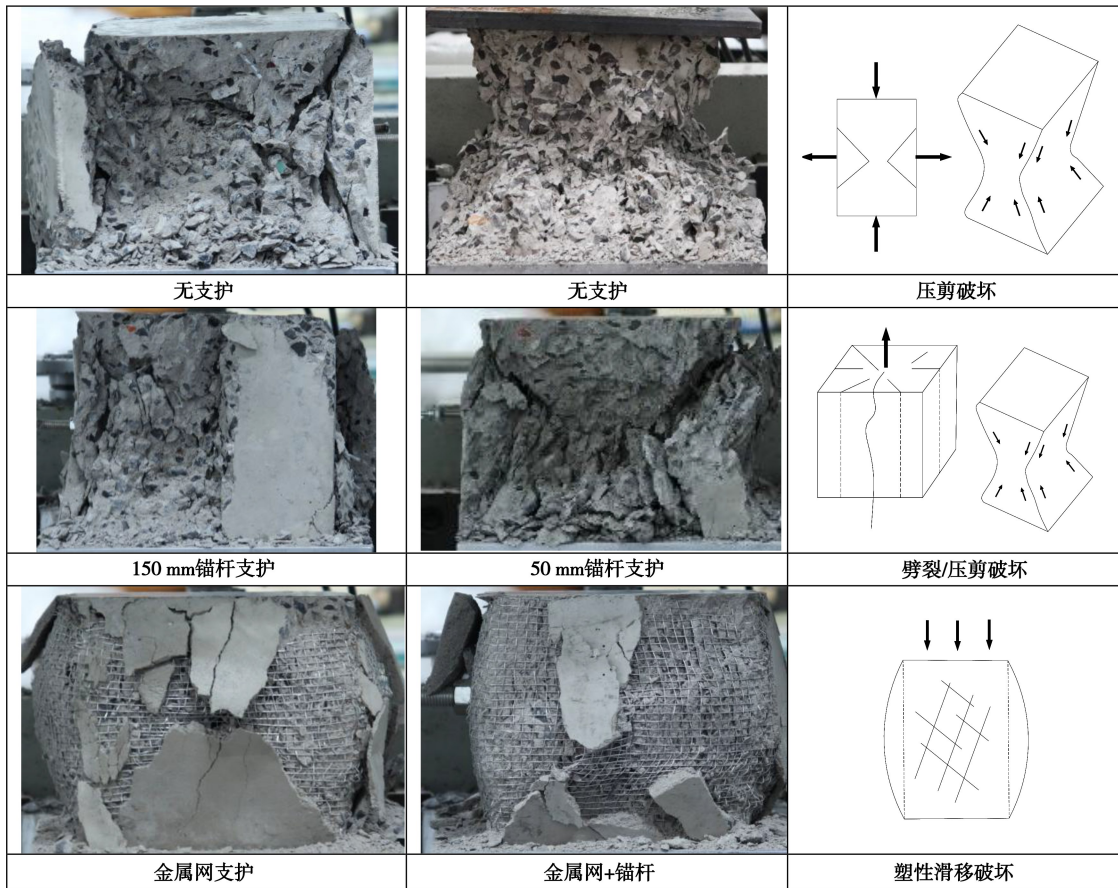 无支护
无支护
压剪破坏
150 mm锚杆支护
50 mm锚杆支护
劈裂/压剪破坏
金属网支护
金属网+锚杆
塑性滑移破坏